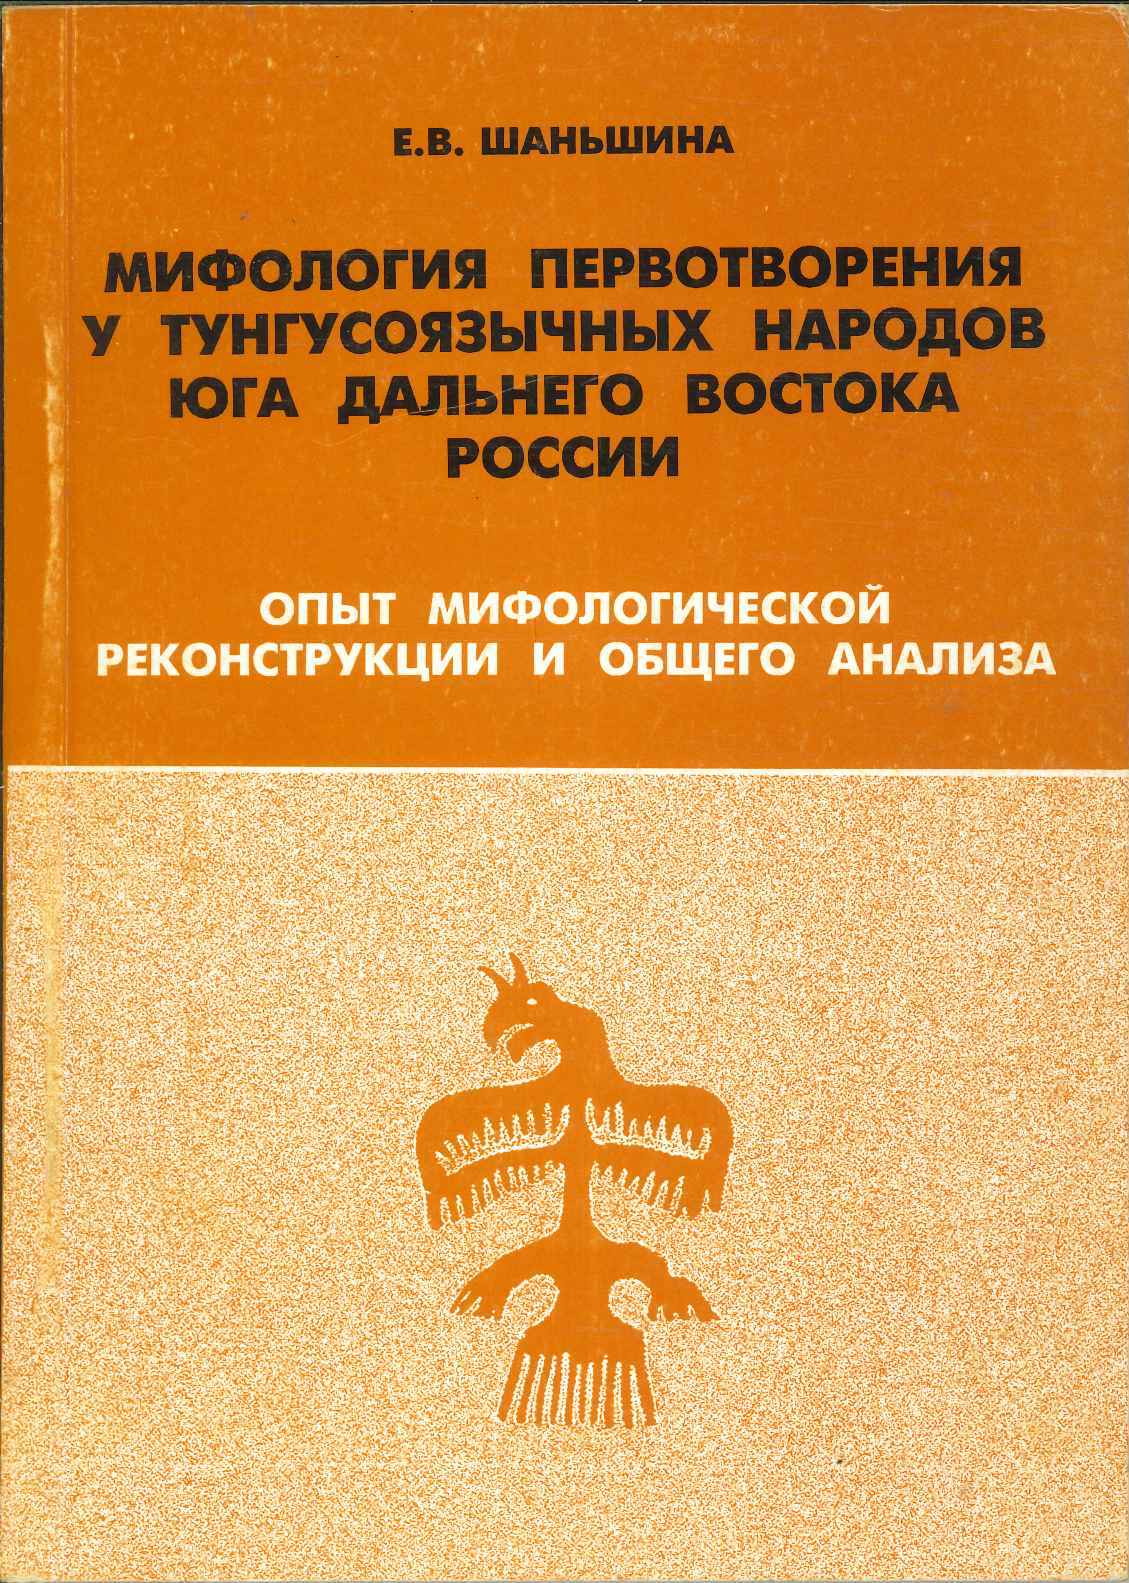 Е.В. ШАНЬШИНА
МИФОЛОГИЯ ПЕРВОТВОРЕНИЯ
У ТУНГУСОЯЗЫЧНЫХ НАРОДОВ
ЮГА ДАЛЬНЕГО ВОСТОКА
РОССИИ
ОПЫТ МИФОЛОГИЧЕСКОЙ
РЕКОНСТРУКЦИИ И ОБЩЕГО АНАЛИЗА